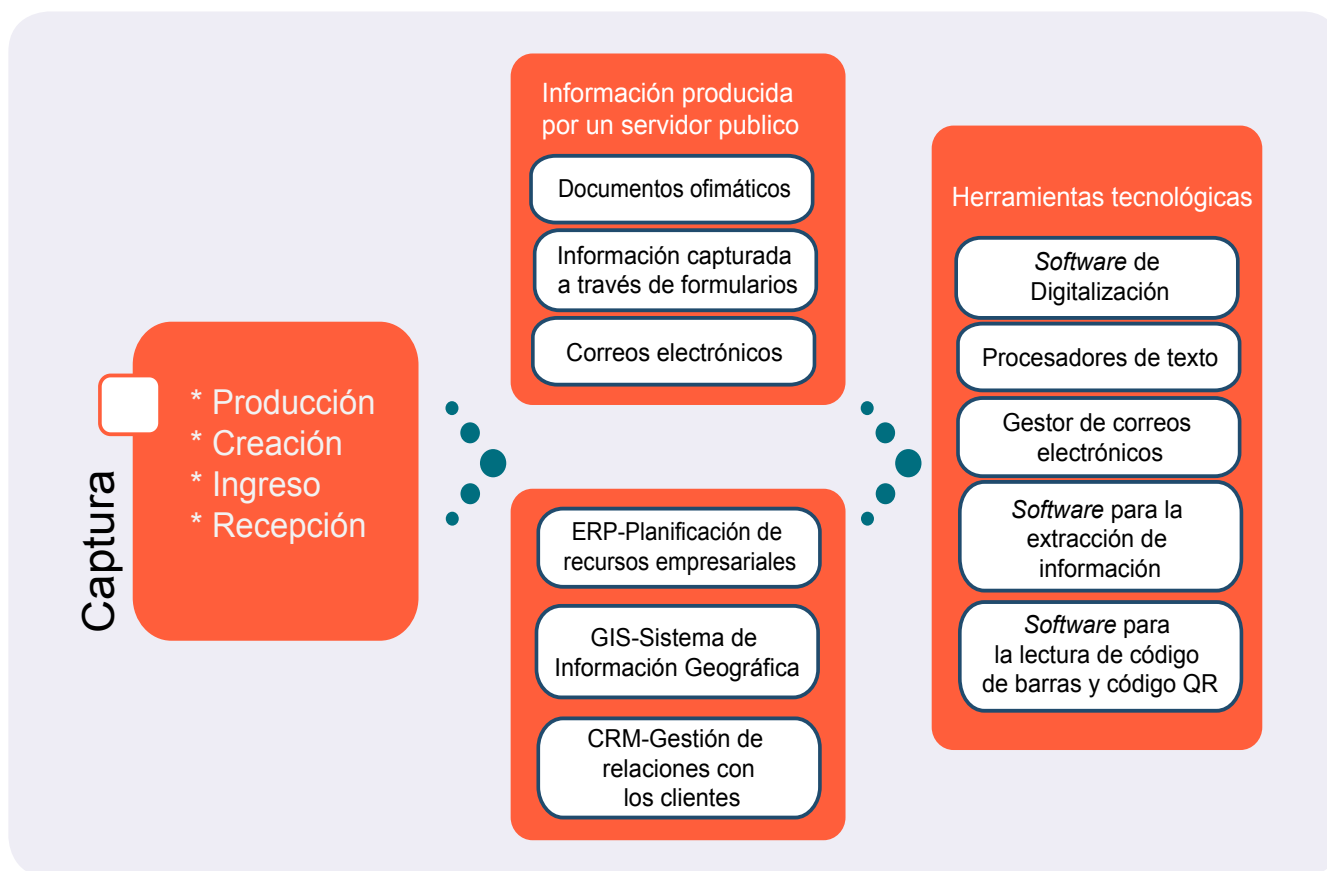 Captura
* Producción
* Creación
* Ingreso
* Recepción
Información producida
por un servidor publico
Documentos ofimáticos
Información capturada
a través de formularios
Correos electrónicos
ERP-Planificación de
recursos empresariales
GIS-Sistema de
Información Geográfica
CRM-Gestión de
relaciones con
los clientes
Herramientas tecnológicas
Software de
Digitalización
Procesadores de texto
Gestor de correos
electrónicos
Software para la
extracción de
información
Software para
la lectura de código
de barras y código QR